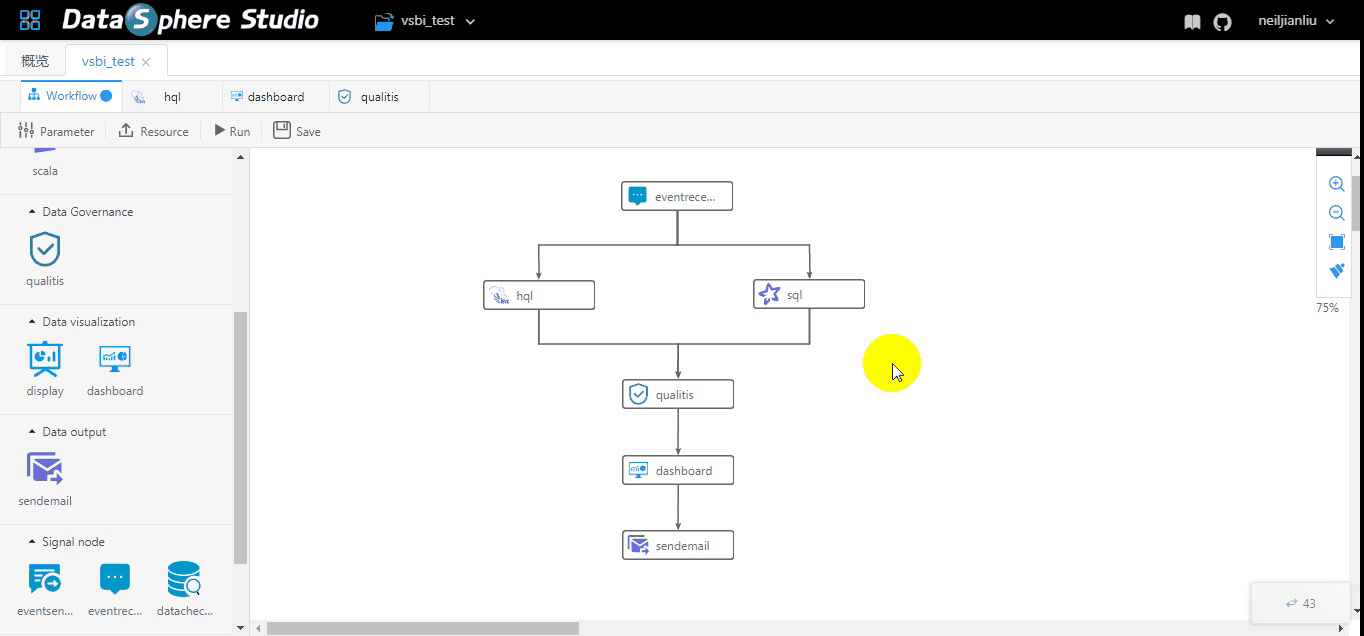 DataSphere Studio
vsbi_test
neiljianliu
概览
vsbi_test
Workflow
hql
dashboard
qualitis
Parameter
Resource
Run
Save
scala
Data Governance
qualitis
Data visualization
display
dashboard
Data output
sendemail
Signal node
eventsen...
eventrec...
datachec...
eventrece...
hql
sql
qualitis
dashboard
sendemail
75%
43